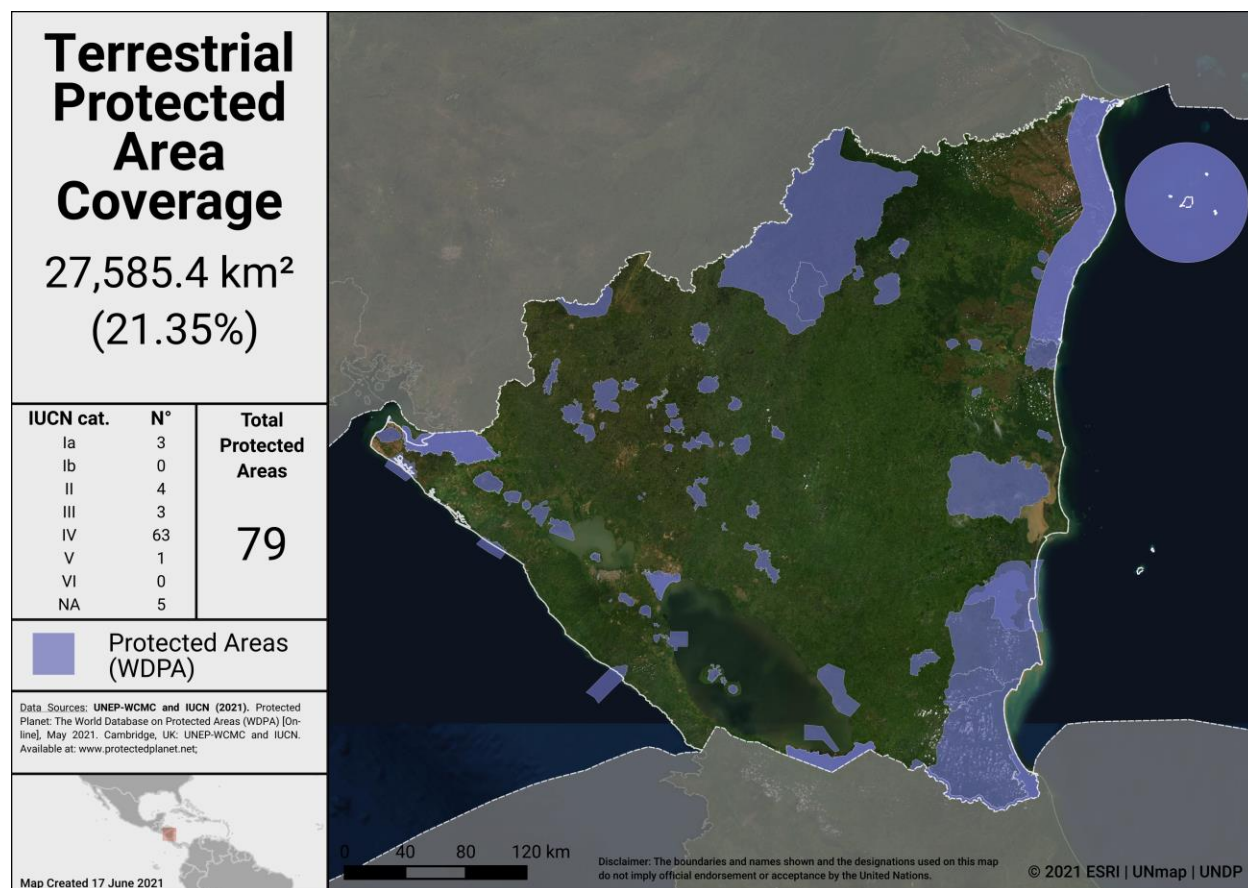 Terrestrial
Protected
Area
Coverage
27,585.4 km²
(21.35%)
IUCN cat. N°
Ia 3
Ib 0
II 4
III 3
IV 63
V 1
VI 0
NA 5
Total
Protected
Areas
79
Protected Areas
(WDPA)
Data Sources: UNEP-WCMC and IUCN (2021). Protected
Planet: The World Database on Protected Areas (WDPA) [On-
line], May 2021. Cambridge, UK: UNEP-WCMC and IUCN.
Available at: www.protectedplanet.net;
Map Created 17 June 2021
0 40 80 120 km
Disclaimer: The boundaries and names shown and the designations used on this map
do not imply official endorsement or acceptance by the United Nations.
© 2021 ESRI | UNmap | UNDP